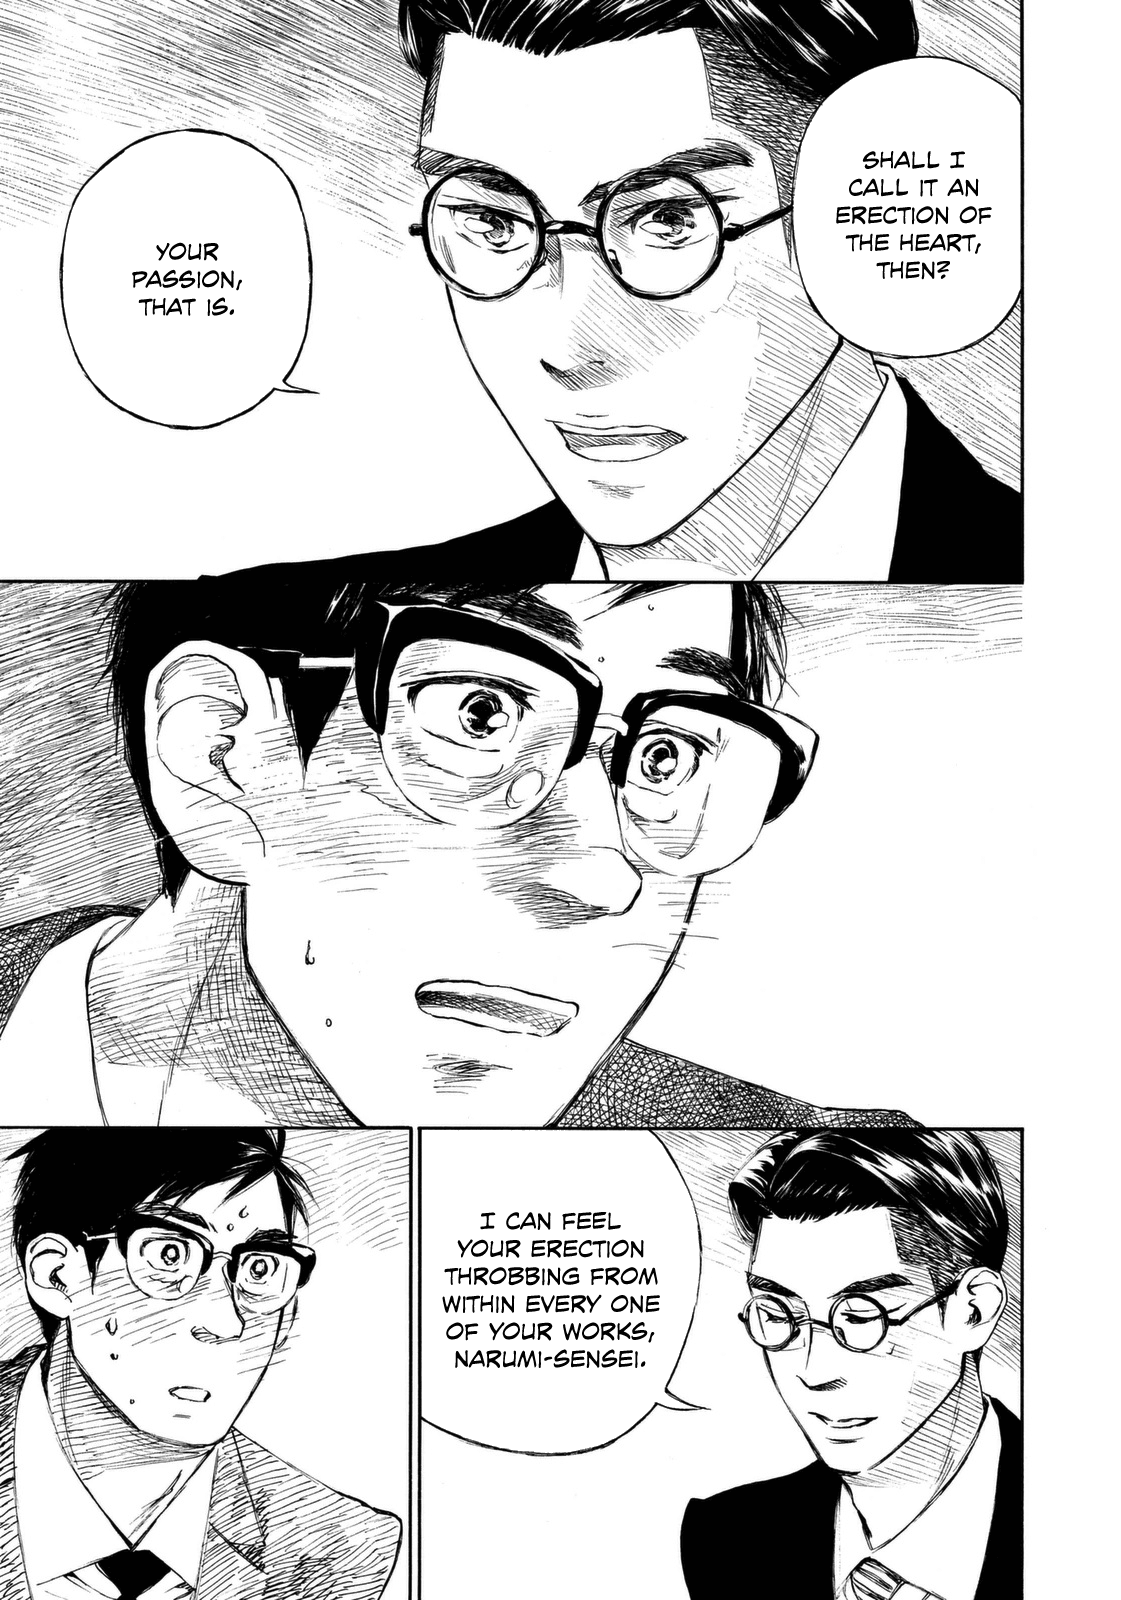 SHALL I
CALL IT AN
ERECTION OF
THE HEART,
THEN?
YOUR
PASSION,
THAT IS.
I CAN FEEL
YOUR ERECTION
THROBBING FROM
WITHIN EVERY ONE
OF YOUR WORKS,
NARUMI-SENSEI.